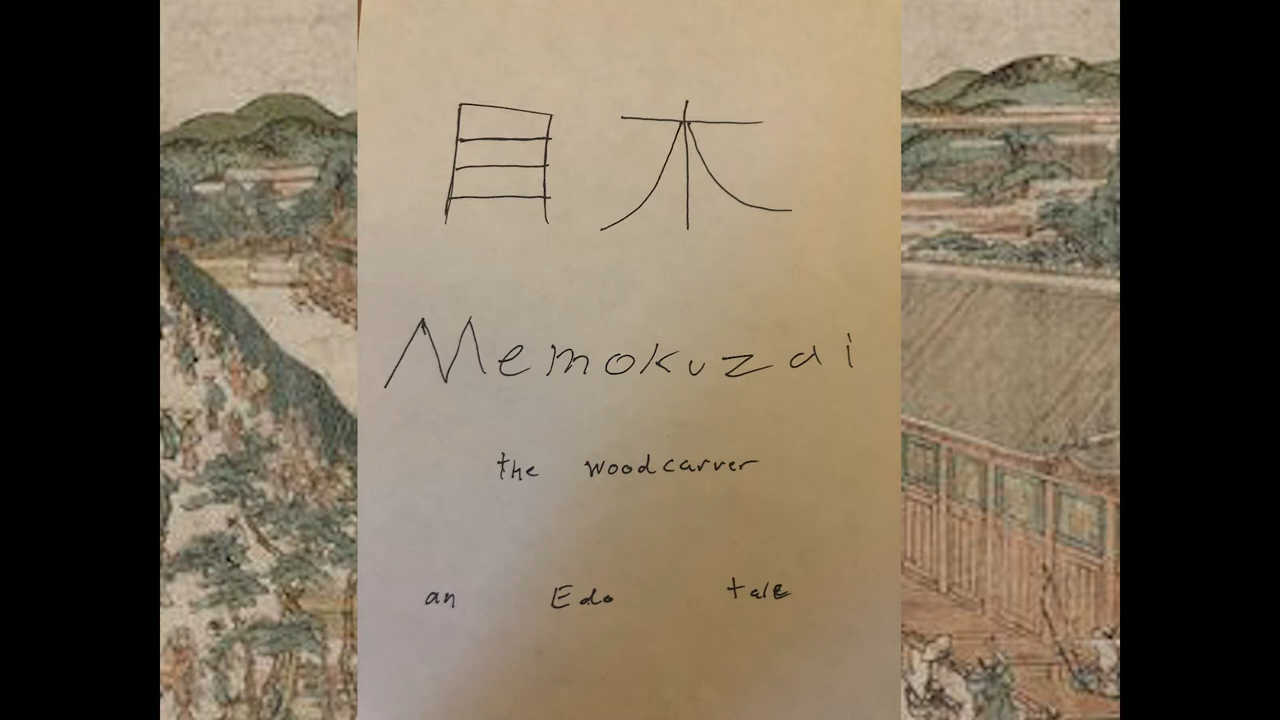 目木
Memokuzai
the woodcarver
an Edo tale